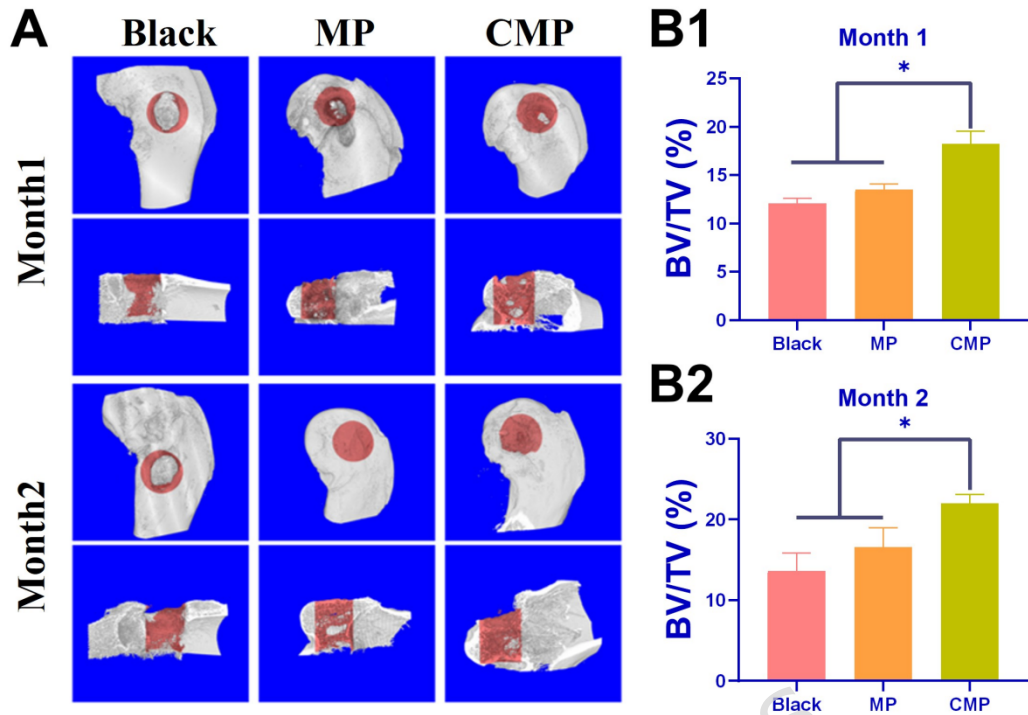 A
Black MP CMP
Month1
Month2
B1
Month 1
BV/TV (%)
25
20
15
10
5
0
*
Black MP CMP
B2
Month 2
BV/TV (%)
30
20
10
0
*
Black MP CMP